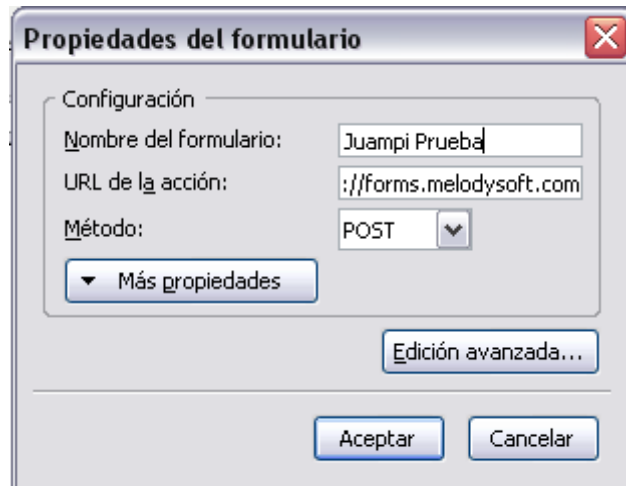 Propiedades del formulario
Configuración
Nombre del formulario: Juampi Prueba
URL de la acción: ://forms.melodysoft.com
Método: POST
Más propiedades
Edición avanzada...
Aceptar Cancelar